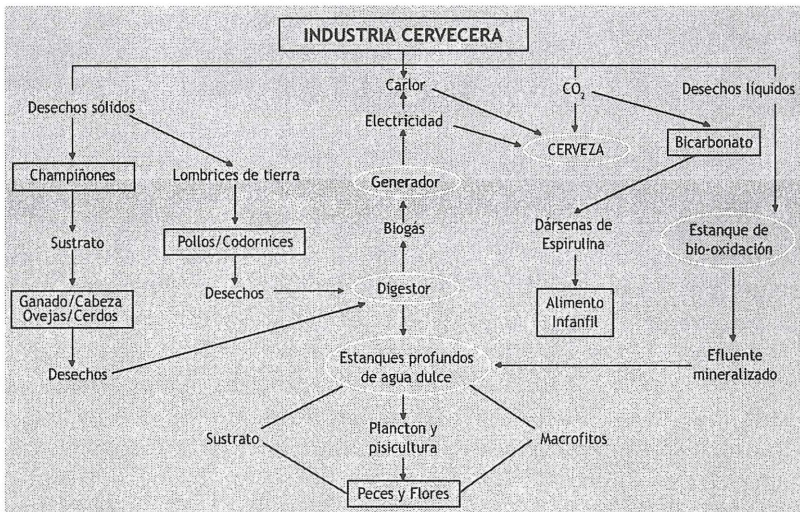 INDUSTRIA CERVECERA
Carlor
CO₂
Desechos líquidos
Desechos sólidos
Electricidad
CERVEZA
Bicarbonato
Champiñones
Lombrices de tierra
Generador
Biogás
Dársenas de
Espirulina
Estanque de
bio-oxidación
Sustrato
Pollos/Codornices
Desechos
Digestor
Ganado/Cabeza
Ovejas/Cerdos
Alimento
Infanfil
Desechos
Estanques profundos
de agua dulce
Efluente
mineralizado
Sustrato
Plancton y
pisicultura
Macrofitos
Peces y Flores